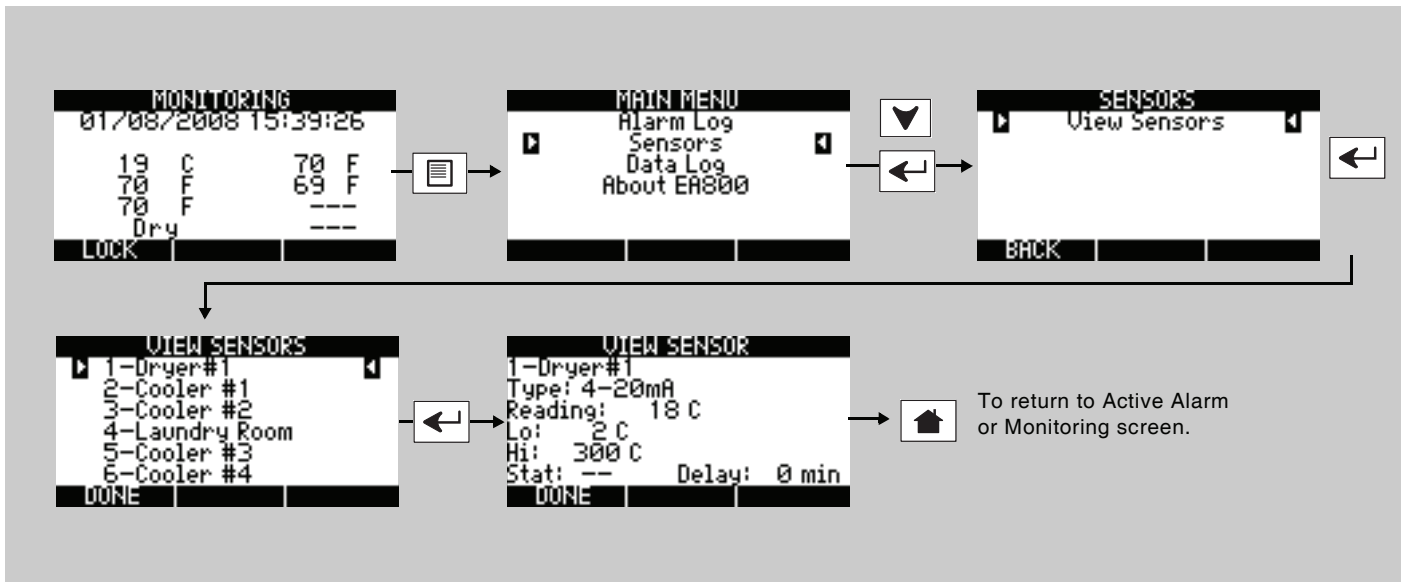 MONITORING
01/08/2008 15:39:26
19 C 70 F
70 F 69 F
70 F ---
Dry ---
LOCK
MAIN MENU
Alarm Log
Sensors
Data Log
About EA800
SENSORS
View Sensors
BACK
VIEW SENSORS
1-Dryer#1
2-Cooler #1
3-Cooler #2
4-Laundry Room
5-Cooler #3
6-Cooler #4
DONE
VIEW SENSOR
1-Dryer#1
Type: 4-20mA
Reading: 18 C
Lo: 2 C
Hi: 300 C
Stat: -- Delay: 0 min
DONE
To return to Active Alarm
or Monitoring screen.